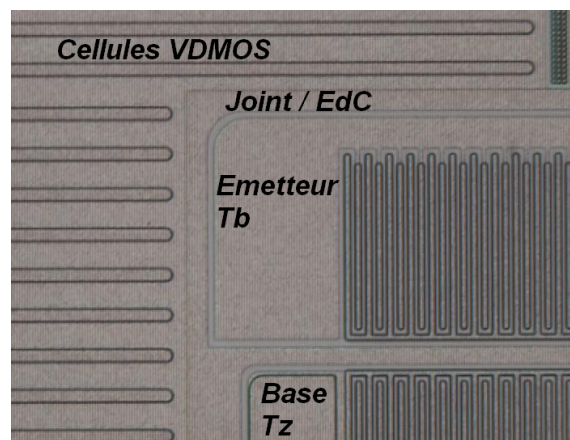 Cellules VDMOS
Joint / EdC
Emetteur
Tb
Base
Tz